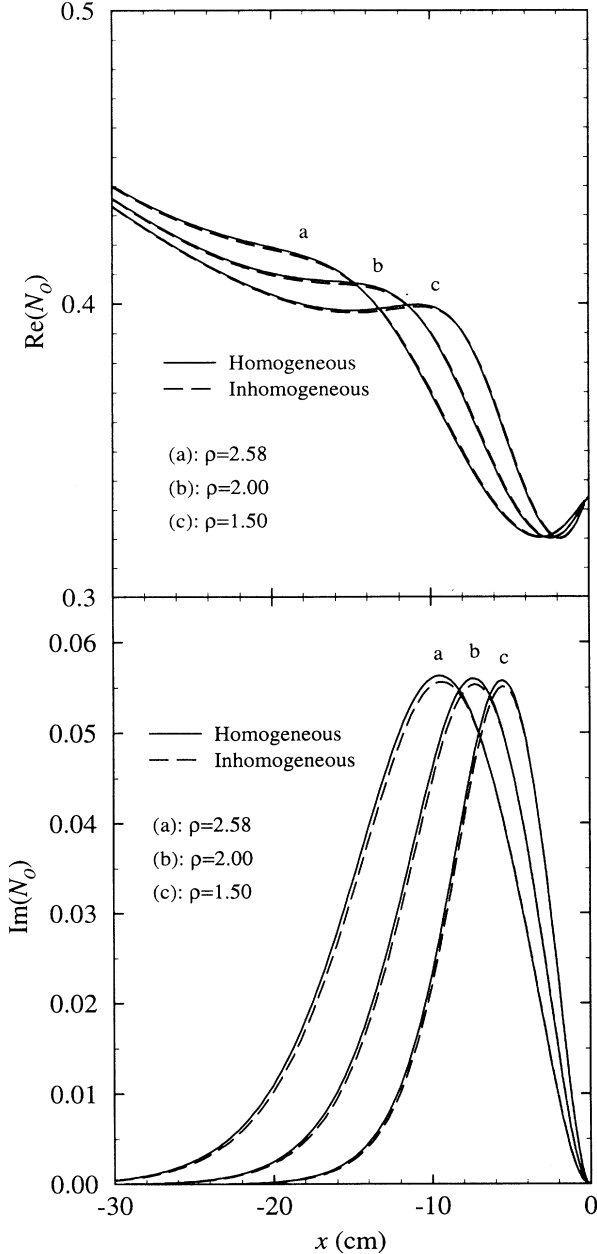 0.5
Re(N_o)
a
b
0.4
c
Homogeneous
Inhomogeneous
(a): ρ=2.58
(b): ρ=2.00
(c): ρ=1.50
0.3
0.06
a
b
c
0.05
Homogeneous
Inhomogeneous
0.04
(a): ρ=2.58
(b): ρ=2.00
(c): ρ=1.50
Im(N_o)
0.03
0.02
0.01
0.00
-30
-20
-10
0
x (cm)